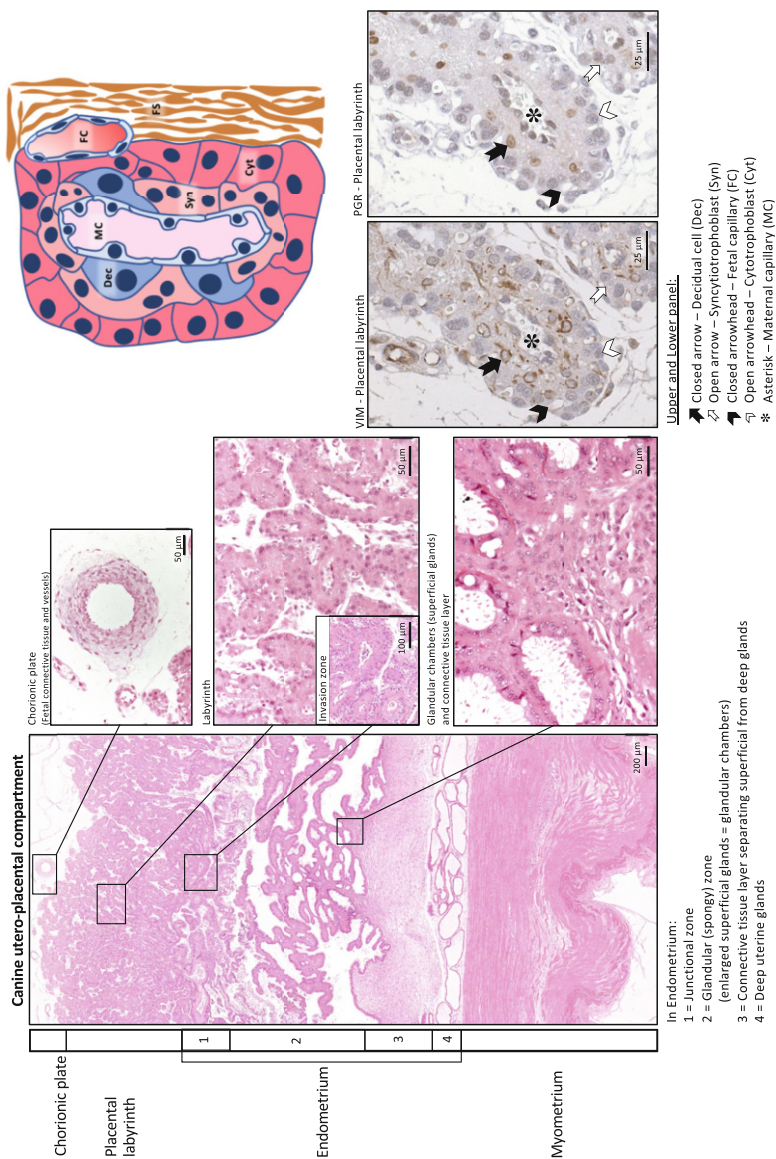 Canine utero-placental compartment
Chorionic plate
Placental
labyrinth
Endometrium
Myometrium
1
2
3
4
200 µm
Chorionic plate
(Fetal connective tissue and vessels)
50 µm
Labyrinth
50 µm
Invasion zone
100 µm
Glandular chambers (superficial glands)
and connective tissue layer
50 µm
MC
Dec
Syn
Cyt
FC
FS
VIM - Placental labyrinth
*
25 µm
PGR - Placental labyrinth
*
25 µm
In Endometrium:
1 = Junctional zone
2 = Glandular (spongy) zone
(enlarged superficial glands = glandular chambers)
3 = Connective tissue layer separating superficial from deep glands
4 = Deep uterine glands
Upper and Lower panel:
Closed arrow – Decidual cell (Dec)
Open arrow – Syncytiotrophoblast (Syn)
Closed arrowhead – Fetal capillary (FC)
Open arrowhead – Cytotrophoblast (Cyt)
* Asterisk – Maternal capillary (MC)